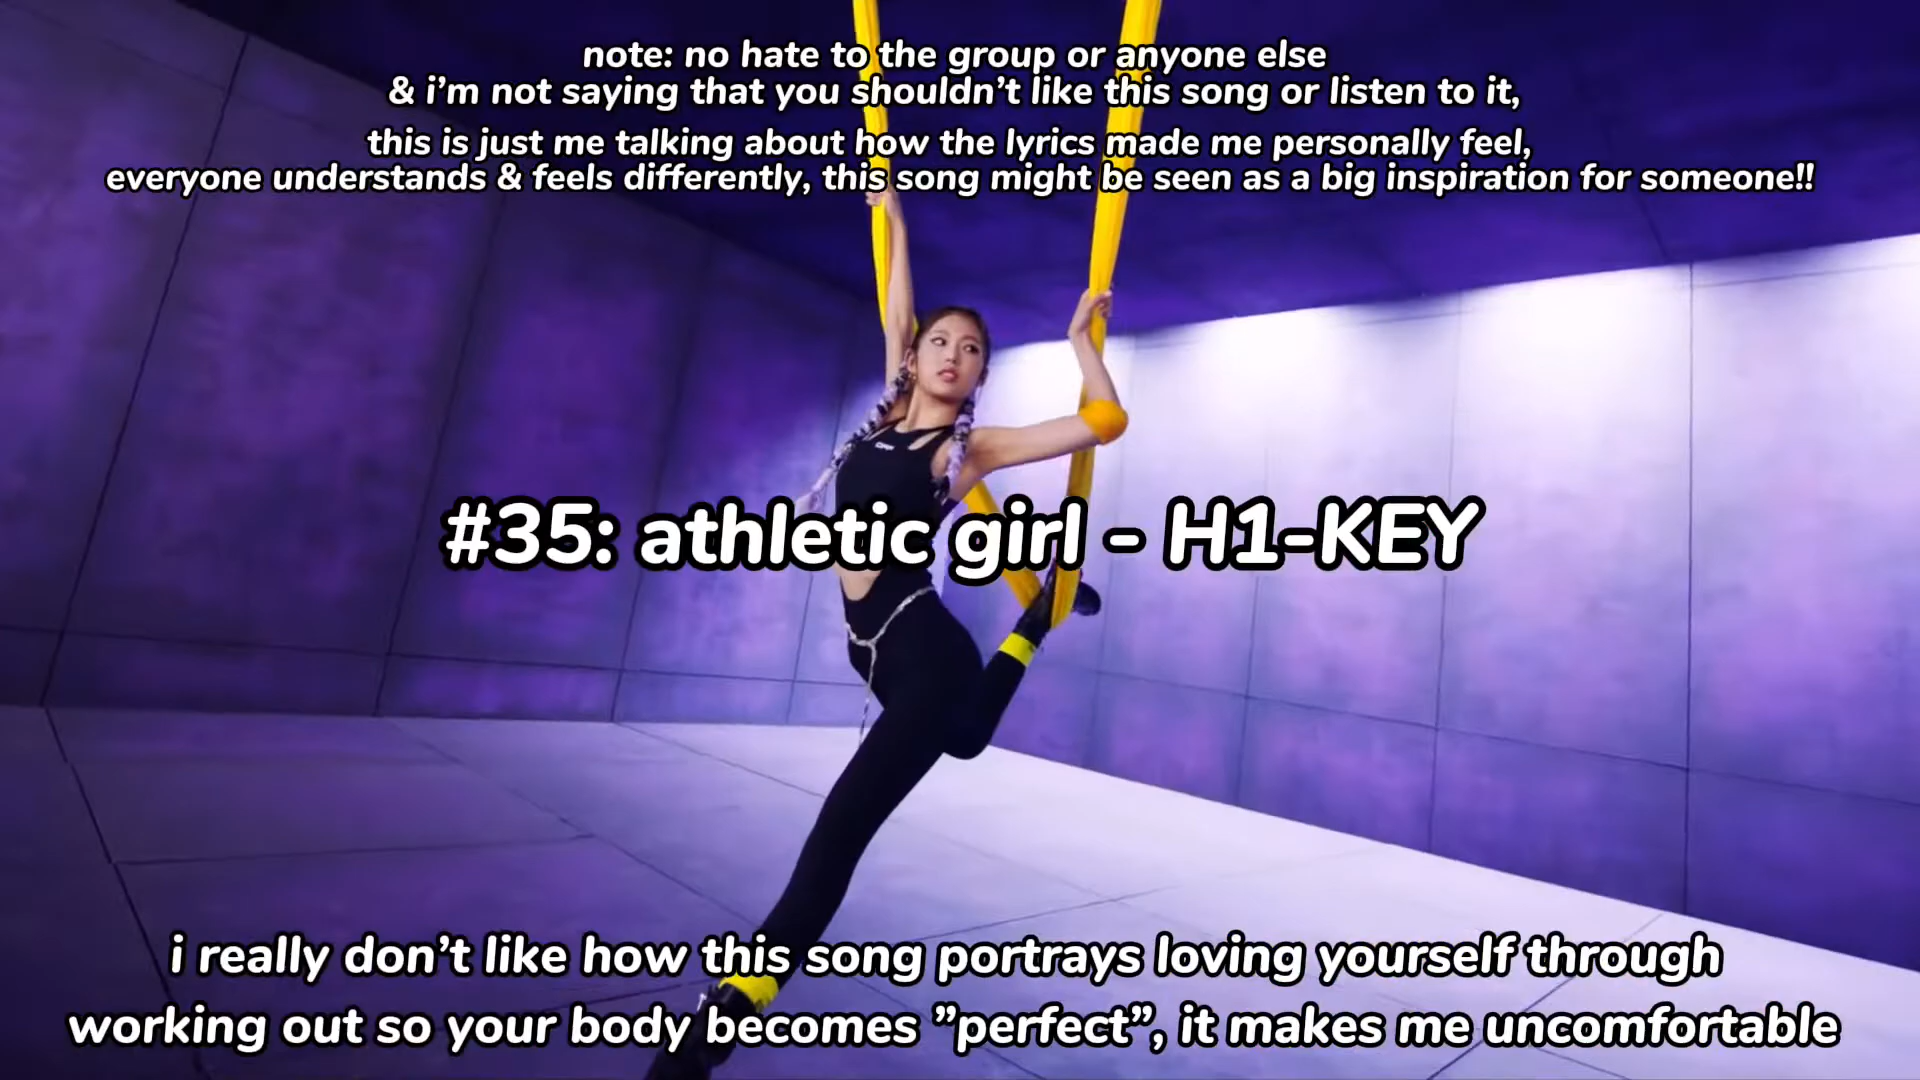 note: no hate to the group or anyone else
& i’m not saying that you shouldn’t like this song or listen to it,
this is just me talking about how the lyrics made me personally feel,
everyone understands & feels differently, this song might be seen as a big inspiration for someone!!
OFF
#35: athletic girl - H1-KEY
i really don’t like how this song portrays loving yourself through
working out so your body becomes ”perfect”, it makes me uncomfortable